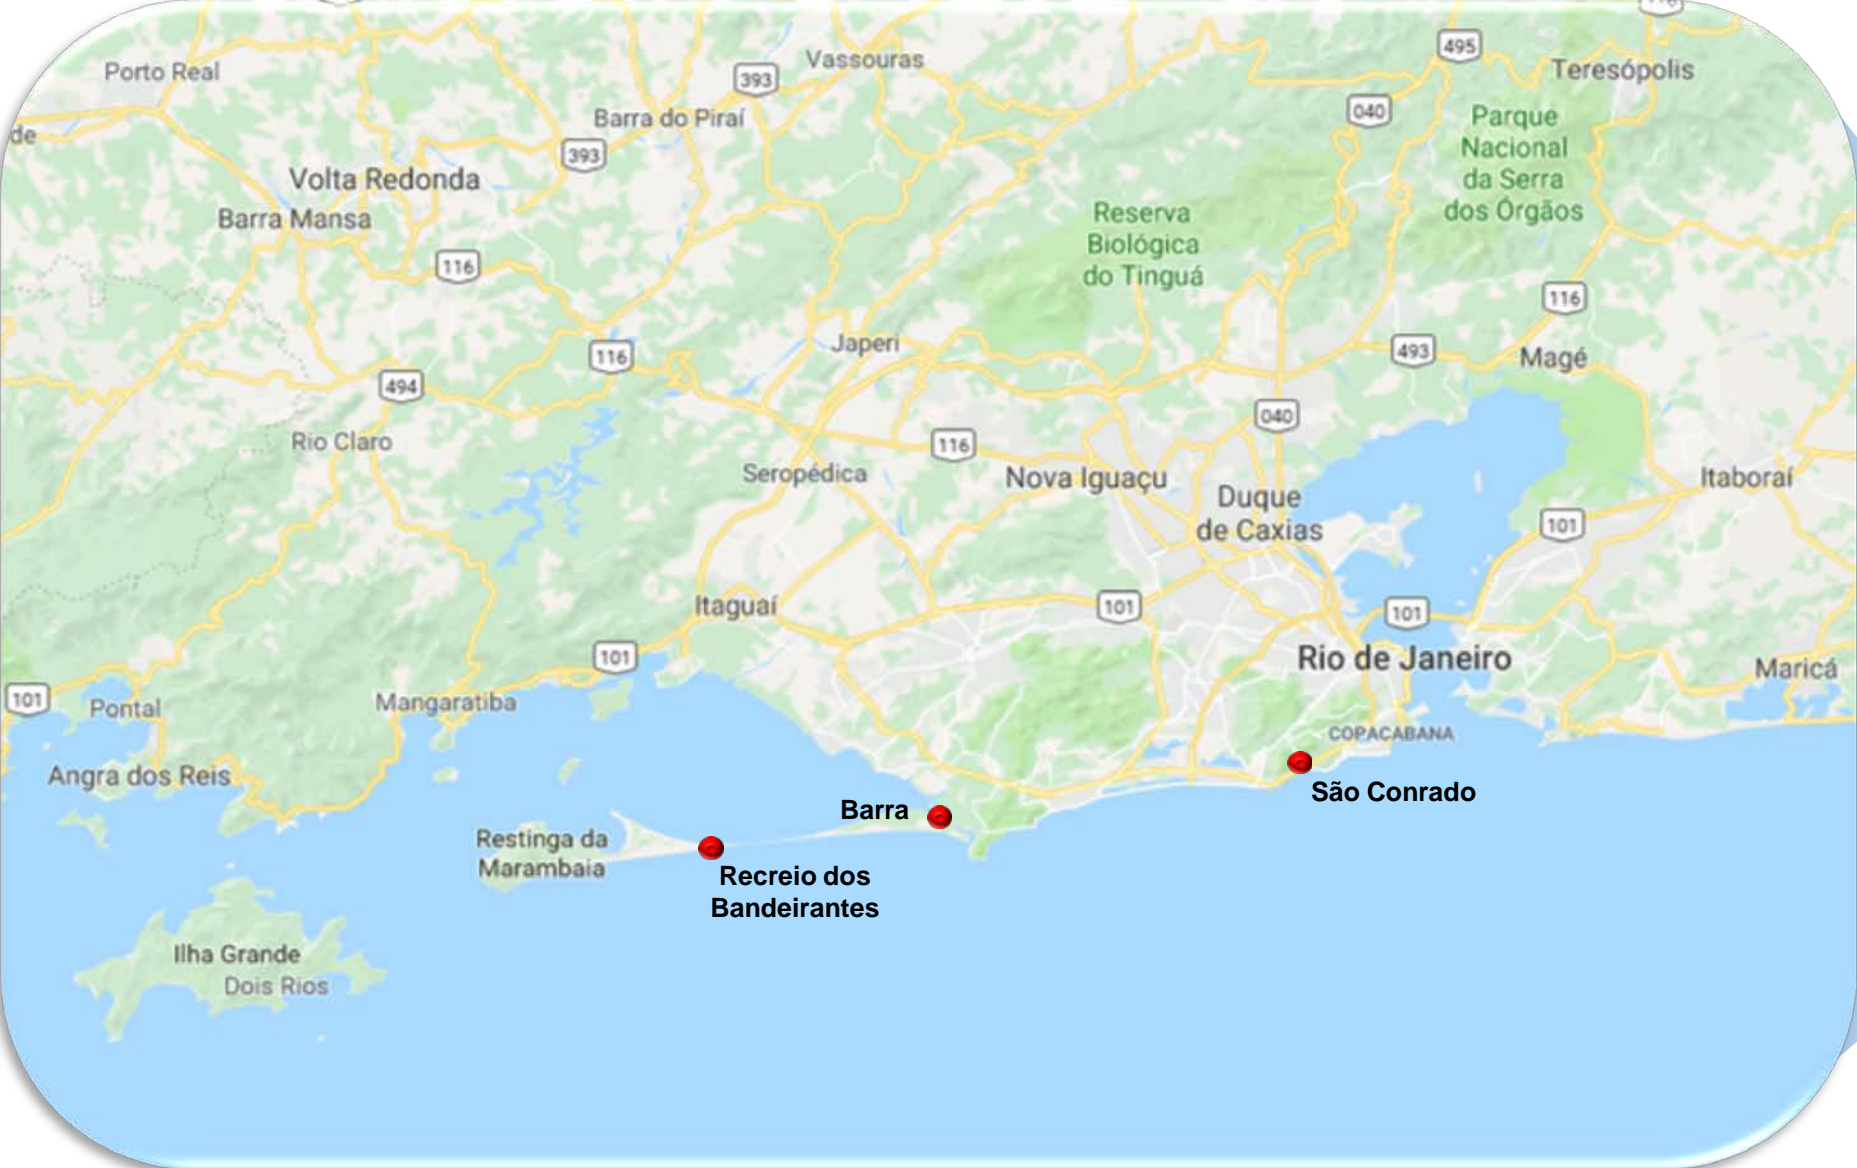 495
Vassouras
Porto Real
393
Teresópolis
040
Barra do Piraí
Parque
Nacional
da Serra
dos Órgãos
de
393
Volta Redonda
Barra Mansa
Reserva
Biológica
do Tinguá
116
116
Japeri
493
Magé
116
494
040
Rio Claro
116
Seropédica
Nova Iguaçu
Duque
de Caxias
Itaboraí
101
Itaguaí
101
101
Rio de Janeiro
101
Maricá
101
Pontal
Mangaratiba
COPACABANA
Angra dos Reis
São Conrado
Barra
Restinga da
Marambaia
Recreio dos
Bandeirantes
Ilha Grande
Dois Rios